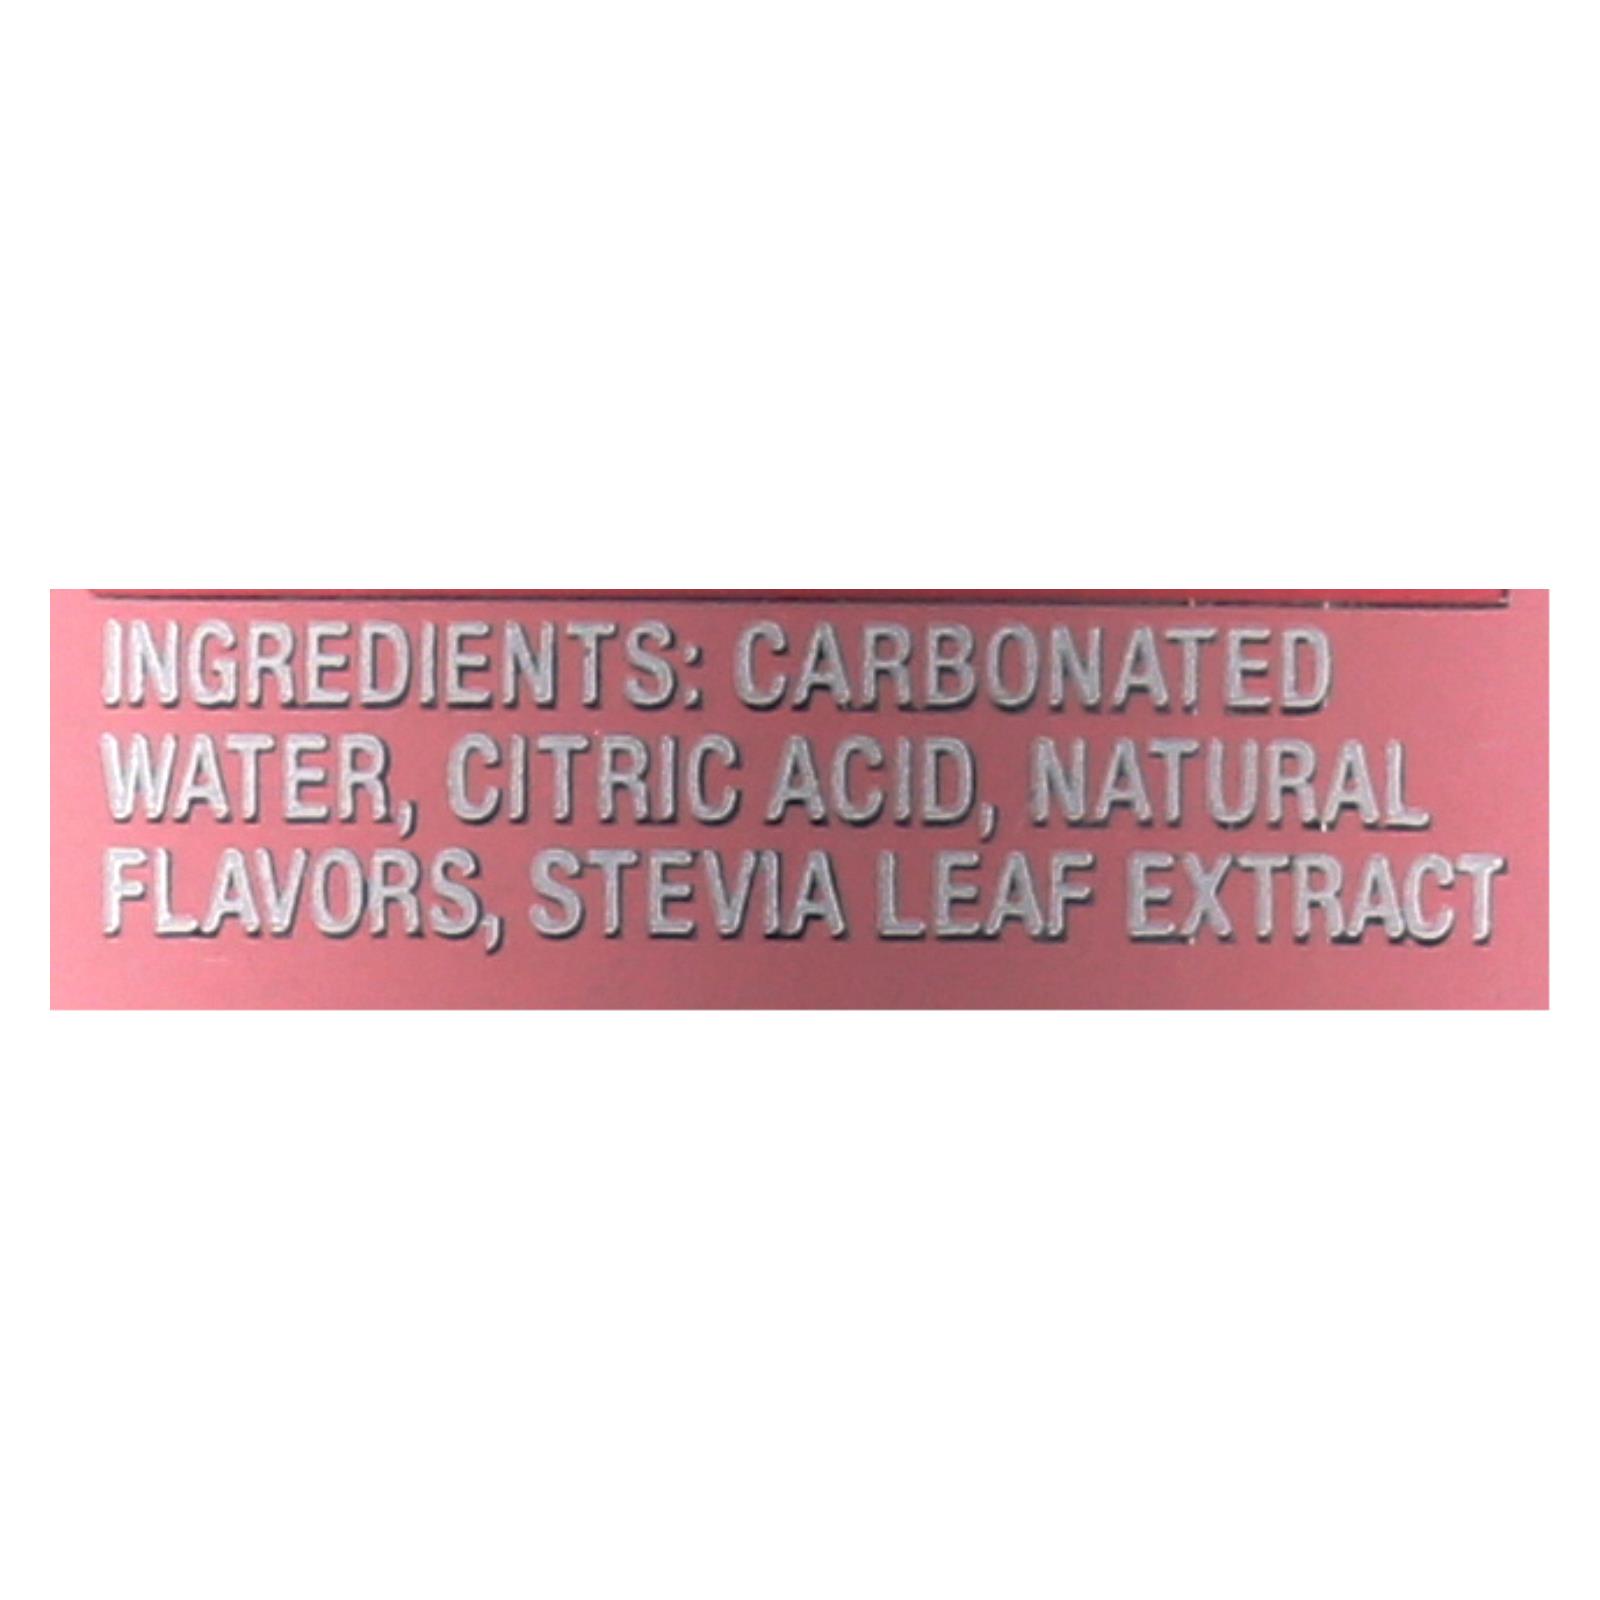 INGREDIENTS: CARBONATED
WATER, CITRIC ACID, NATURAL
FLAVORS, STEVIA LEAF EXTRACT